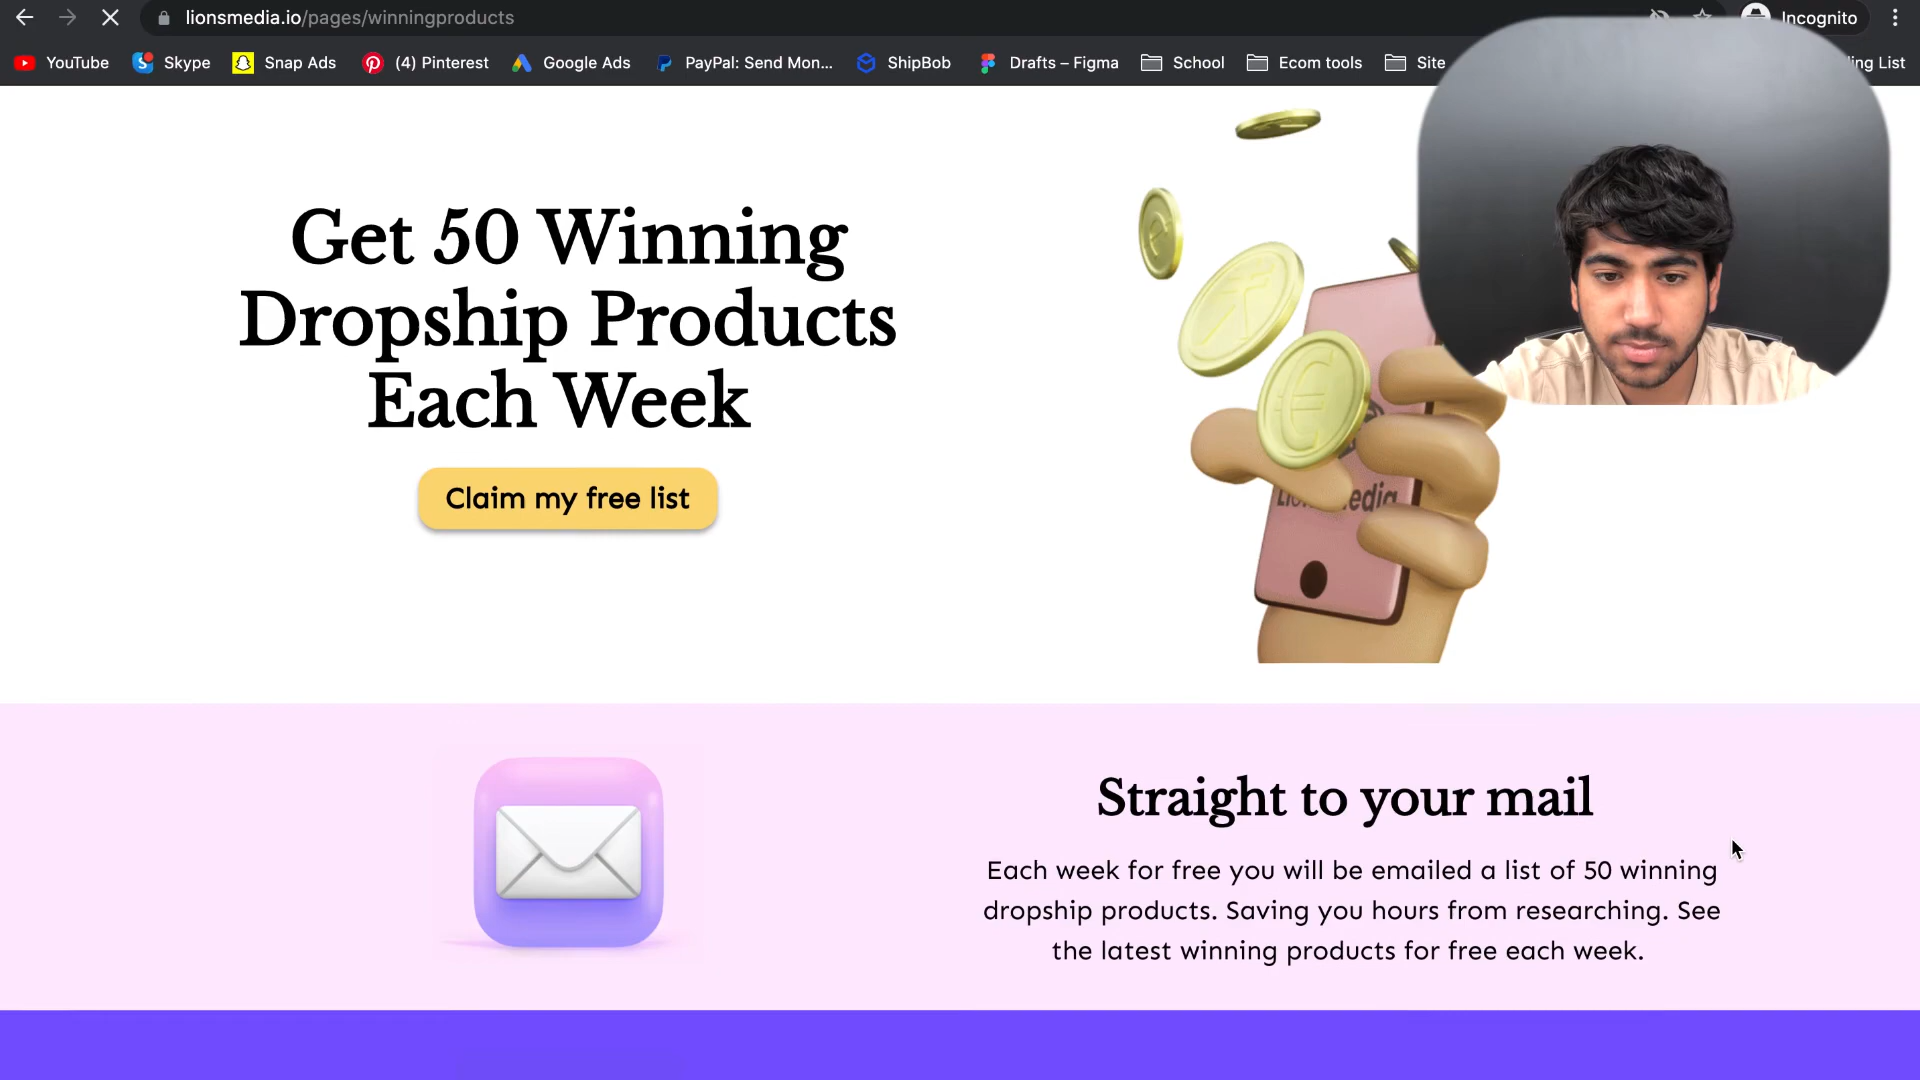 lionsmedia.io/pages/winningproducts
Incognito
YouTube
Skype
Snap Ads
(4) Pinterest
Google Ads
PayPal: Send Mon...
ShipBob
Drafts – Figma
School
Ecom tools
Site
List
Get 50 Winning
Dropship Products
Each Week
Claim my free list
Straight to your mail
Each week for free you will be emailed a list of 50 winning
dropship products. Saving you hours from researching. See
the latest winning products for free each week.